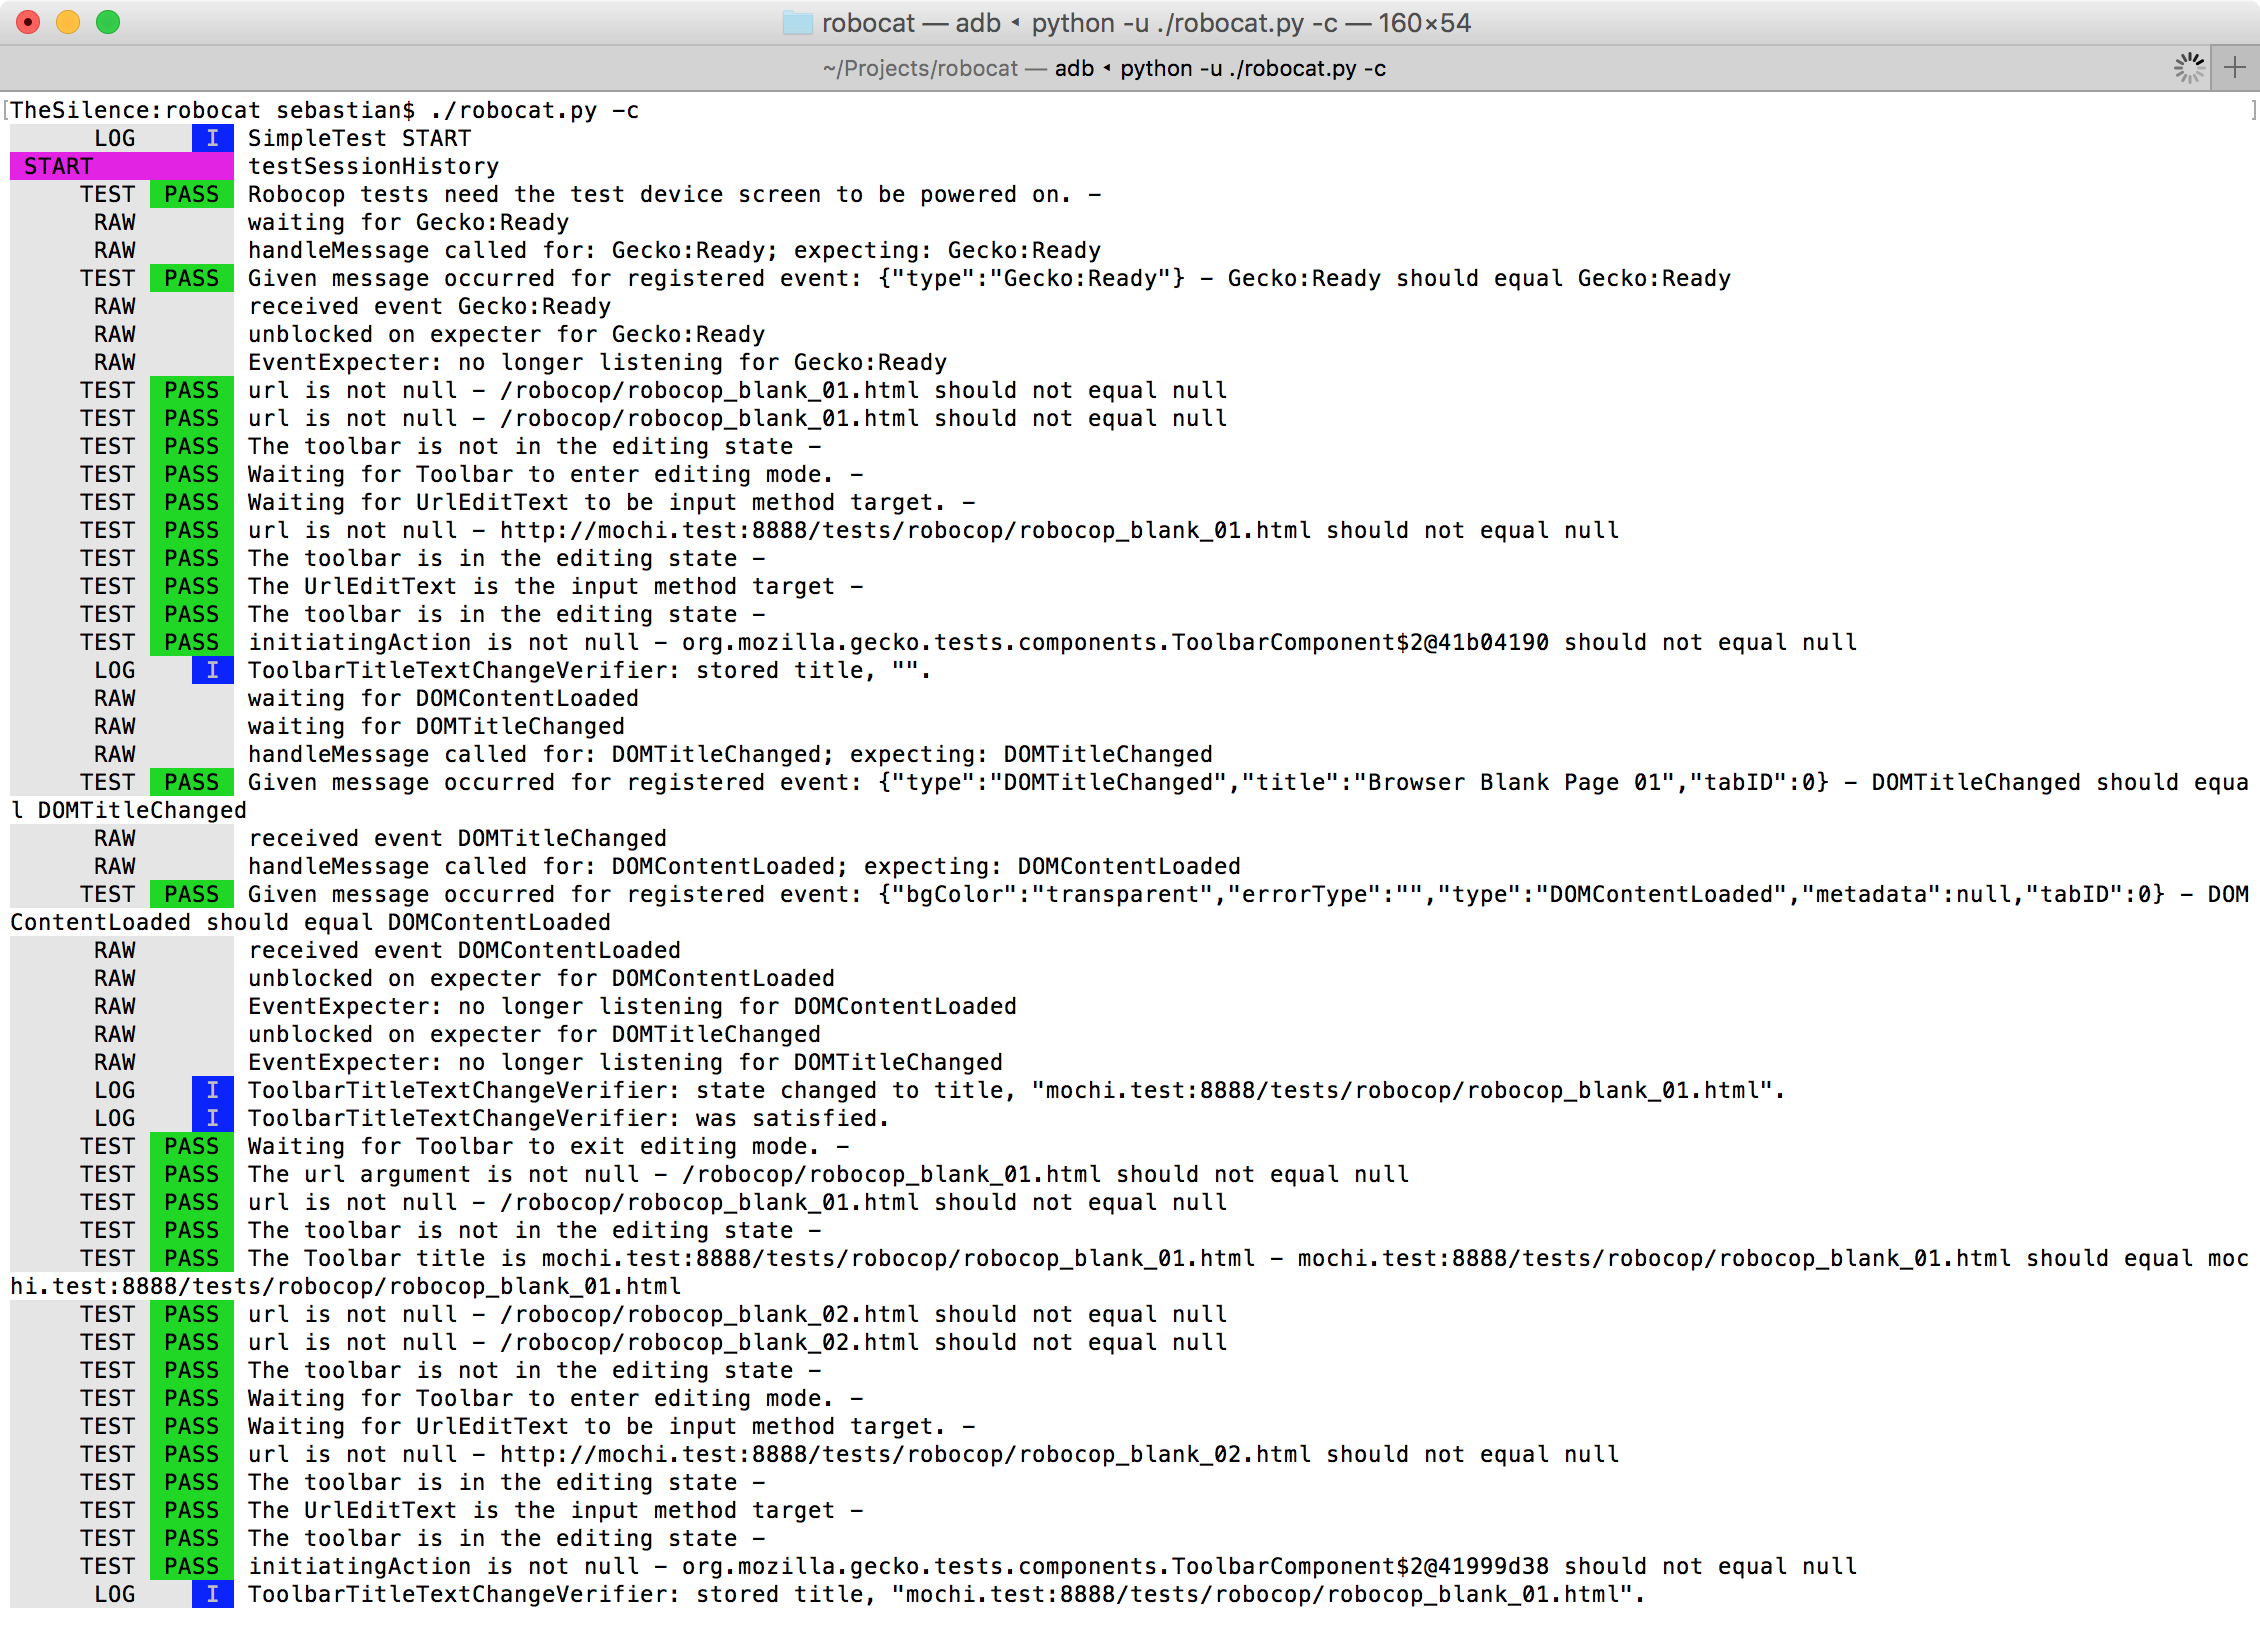 robocat — adb ◂ python -u ./robocat.py -c — 160×54
~/Projects/robocat — adb ◂ python -u ./robocat.py -c
[TheSilence:robocat sebastian$ ./robocat.py -c ]
LOG I SimpleTest START
START testSessionHistory
TEST PASS Robocop tests need the test device screen to be powered on. -
RAW waiting for Gecko:Ready
RAW handleMessage called for: Gecko:Ready; expecting: Gecko:Ready
TEST PASS Given message occurred for registered event: {"type":"Gecko:Ready"} - Gecko:Ready should equal Gecko:Ready
RAW received event Gecko:Ready
RAW unblocked on expecter for Gecko:Ready
RAW EventExpecter: no longer listening for Gecko:Ready
TEST PASS url is not null - /robocop/robocop_blank_01.html should not equal null
TEST PASS url is not null - /robocop/robocop_blank_01.html should not equal null
TEST PASS The toolbar is not in the editing state -
TEST PASS Waiting for Toolbar to enter editing mode. -
TEST PASS Waiting for UrlEditText to be input method target. -
TEST PASS url is not null - http://mochi.test:8888/tests/robocop/robocop_blank_01.html should not equal null
TEST PASS The toolbar is in the editing state -
TEST PASS The UrlEditText is the input method target -
TEST PASS The toolbar is in the editing state -
TEST PASS initiatingAction is not null - org.mozilla.gecko.tests.components.ToolbarComponent$2@41b04190 should not equal null
LOG I ToolbarTitleTextChangeVerifier: stored title, "".
RAW waiting for DOMContentLoaded
RAW waiting for DOMTitleChanged
RAW handleMessage called for: DOMTitleChanged; expecting: DOMTitleChanged
TEST PASS Given message occurred for registered event: {"type":"DOMTitleChanged","title":"Browser Blank Page 01","tabID":0} - DOMTitleChanged should equa
l DOMTitleChanged
RAW received event DOMTitleChanged
RAW handleMessage called for: DOMContentLoaded; expecting: DOMContentLoaded
TEST PASS Given message occurred for registered event: {"bgColor":"transparent","errorType":"","type":"DOMContentLoaded","metadata":null,"tabID":0} - DOM
ContentLoaded should equal DOMContentLoaded
RAW received event DOMContentLoaded
RAW unblocked on expecter for DOMContentLoaded
RAW EventExpecter: no longer listening for DOMContentLoaded
RAW unblocked on expecter for DOMTitleChanged
RAW EventExpecter: no longer listening for DOMTitleChanged
LOG I ToolbarTitleTextChangeVerifier: state changed to title, "mochi.test:8888/tests/robocop/robocop_blank_01.html".
LOG I ToolbarTitleTextChangeVerifier: was satisfied.
TEST PASS Waiting for Toolbar to exit editing mode. -
TEST PASS The url argument is not null - /robocop/robocop_blank_01.html should not equal null
TEST PASS url is not null - /robocop/robocop_blank_01.html should not equal null
TEST PASS The toolbar is not in the editing state -
TEST PASS The Toolbar title is mochi.test:8888/tests/robocop/robocop_blank_01.html - mochi.test:8888/tests/robocop/robocop_blank_01.html should equal moc
hi.test:8888/tests/robocop/robocop_blank_01.html
TEST PASS url is not null - /robocop/robocop_blank_02.html should not equal null
TEST PASS url is not null - /robocop/robocop_blank_02.html should not equal null
TEST PASS The toolbar is not in the editing state -
TEST PASS Waiting for Toolbar to enter editing mode. -
TEST PASS Waiting for UrlEditText to be input method target. -
TEST PASS url is not null - http://mochi.test:8888/tests/robocop/robocop_blank_02.html should not equal null
TEST PASS The toolbar is in the editing state -
TEST PASS The UrlEditText is the input method target -
TEST PASS The toolbar is in the editing state -
TEST PASS initiatingAction is not null - org.mozilla.gecko.tests.components.ToolbarComponent$2@41999d38 should not equal null
LOG I ToolbarTitleTextChangeVerifier: stored title, "mochi.test:8888/tests/robocop/robocop_blank_01.html".